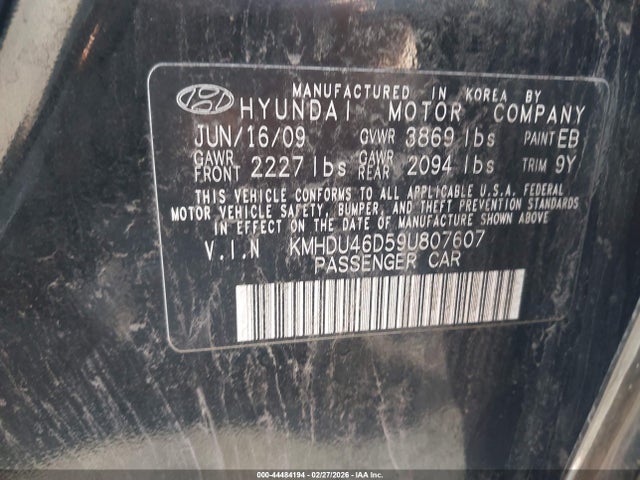 MANUFACTURED IN KOREA BY
HYUNDAI MOTOR COMPANY
JUN/16/09 GVWR 3869 lbs PAINT EB
GAWR FRONT 2227 lbs GAWR REAR 2094 lbs TRIM 9Y
THIS VEHICLE CONFORMS TO ALL APPLICABLE U.S.A. FEDERAL
MOTOR VEHICLE SAFETY, BUMPER, AND THEFT PREVENTION STANDARDS
IN EFFECT ON THE DATE OF MANUFACTURE SHOWN ABOVE
V.I.N KMHDU46D59U807607
PASSENGER CAR
000-44484194 - 02/27/2026 - IAA Inc.